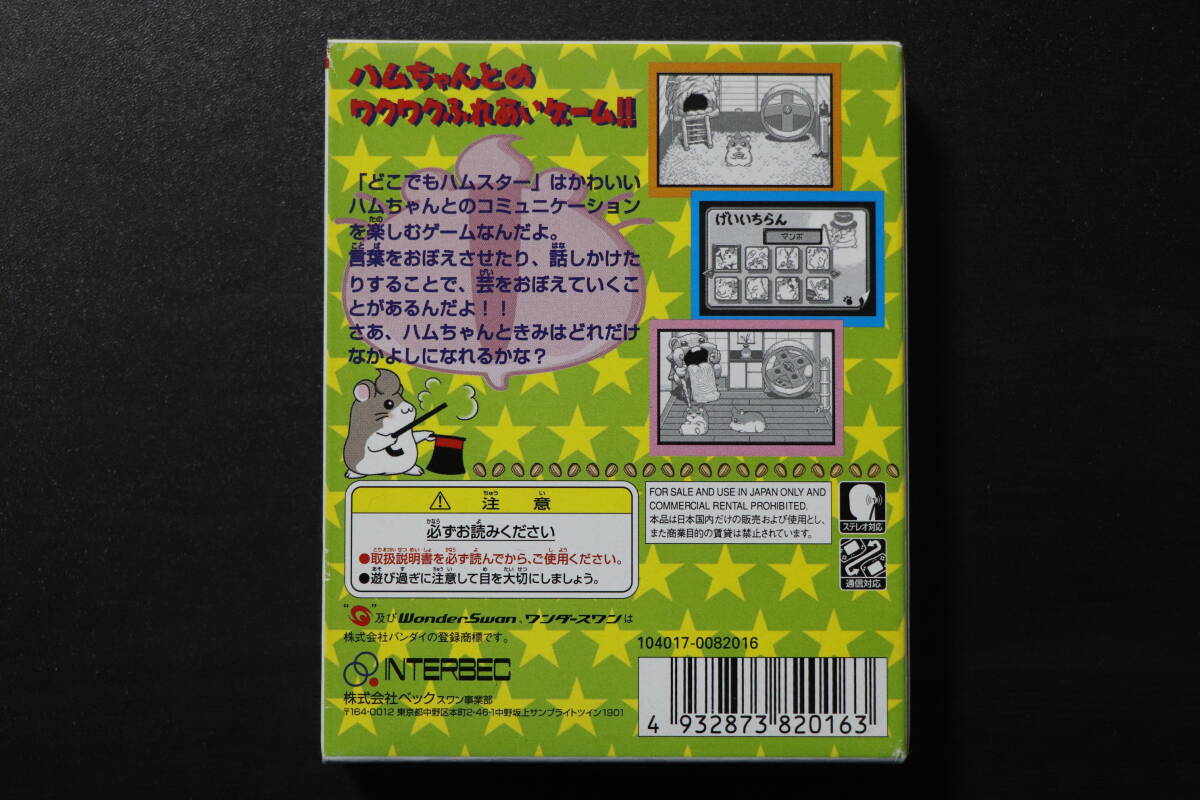 ハムちゃんとの
ワクワクふれあいゲーム!!
「どこでもハムスター」はかわいい
ハムちゃんとのコミュニケーション
を楽しむゲームなんだよ。
言葉をおぼえさせたり、話しかけた
りすることで、芸をおぼえていくこ
とがあるんだよ!!
さあ、ハムちゃんときみはどれだけ
なかよしになれるかな?
げいいちらん
マンボ
注意
必ずお読みください
●取扱説明書を必ず読んでから、ご使用ください。
●遊び過ぎに注意して目を大切にしましょう。
FOR SALE AND USE IN JAPAN ONLY AND
COMMERCIAL RENTAL PROHIBITED.
本品は日本国内だけの販売および使用とし、
また商業目的の賃貸は禁止されています。
ステレオ対応
通信対応
" "及びWonderSwan、ワンダースワンは
株式会社バンダイの登録商標です。
INTERBEC
株式会社ベック スワン事業部
〒164-0012 東京都中野区本町2-46-1中野坂上サンブライトツイン1901
104017-0082016
4 932873 820163